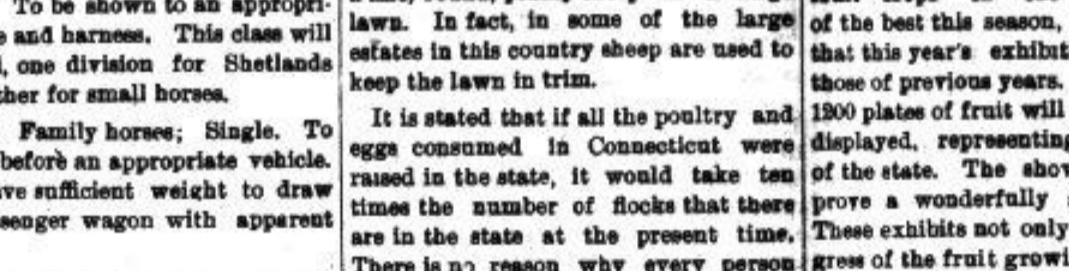 To be shown to an appropri-
and harness. This class will
one division for Shetlands
ther for small horses.
Family horses; Single. To
before an appropriate vehicle.
ve sufficient weight to draw
senger wagon with apparent
lawn. In fact, in some of the large
estates in this country sheep are used to
keep the lawn in trim.
It is stated that if all the poultry and
eggs consumed in Connecticut were
raised in the state, it would take ten
times the number of flocks that there
are in the state at the present time.
There is no reason why every person
of the best this season,
that this year's exhibit
those of previous years.
1200 plates of fruit will
displayed, representing
of the state. The show
prove a wonderfully
These exhibits not only
gress of the fruit growi